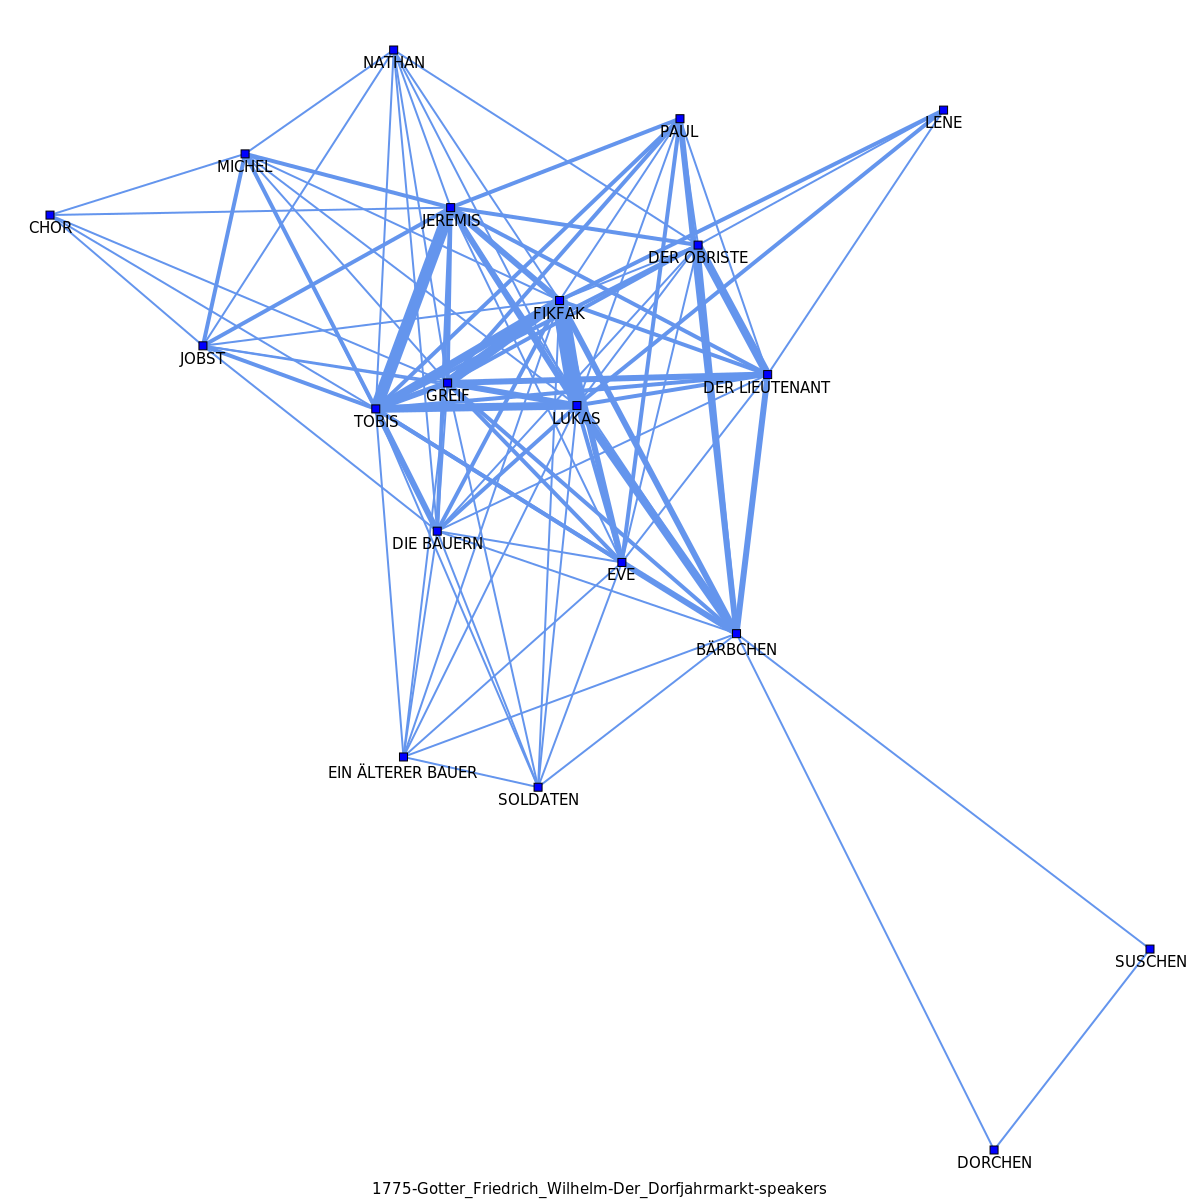 NATHAN
LENE
PAUL
MICHEL
JEREMIS
CHOR
DER OBRISTE
FIKFAK
JOBST
DER LIEUTENANT
GREIF
LUKAS
TOBIS
DIE BAUERN
EVE
BÄRBCHEN
EIN ÄLTERER BAUER
SOLDATEN
SUSCHEN
DORCHEN
1775-Gotter_Friedrich_Wilhelm-Der_Dorfjahrmarkt-speakers